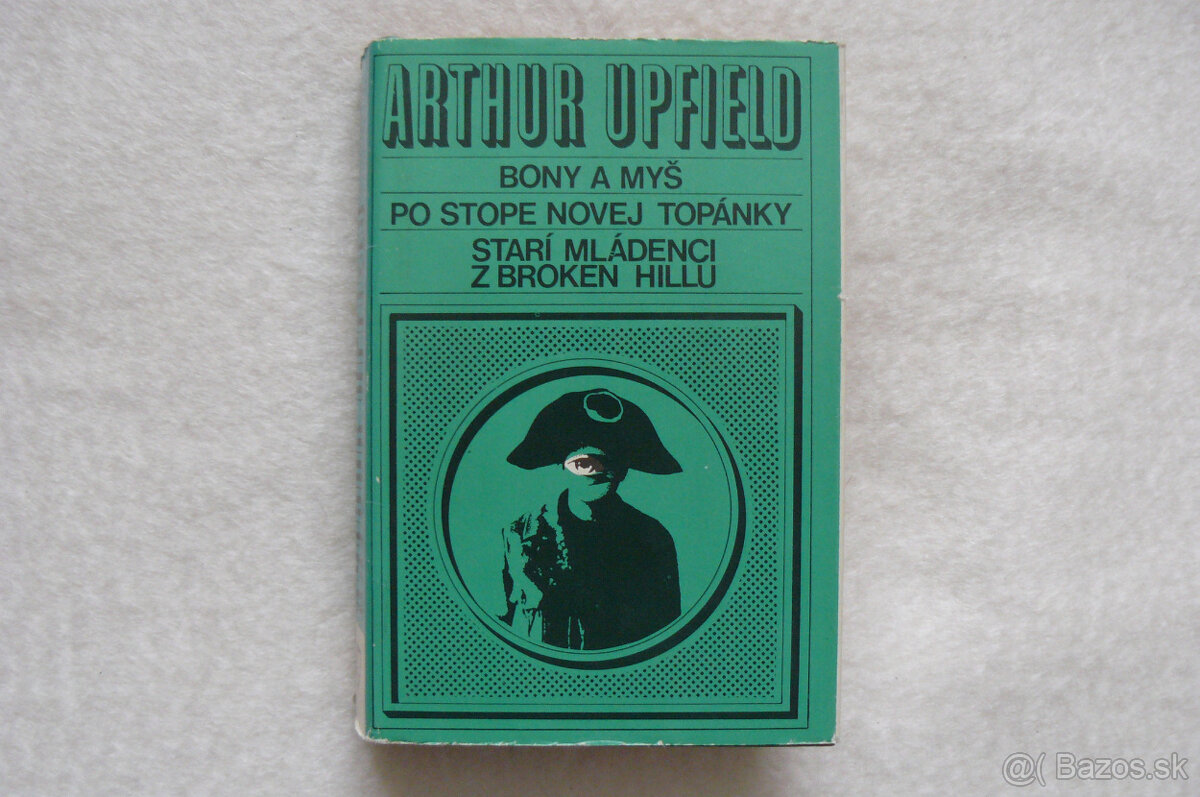 ARTHUR UPFIELD
BONY A MYŠ
PO STOPE NOVEJ TOPÁNKY
STARÍ MLÁDENCI
Z BROKEN HILLU
@( Bazos.sk